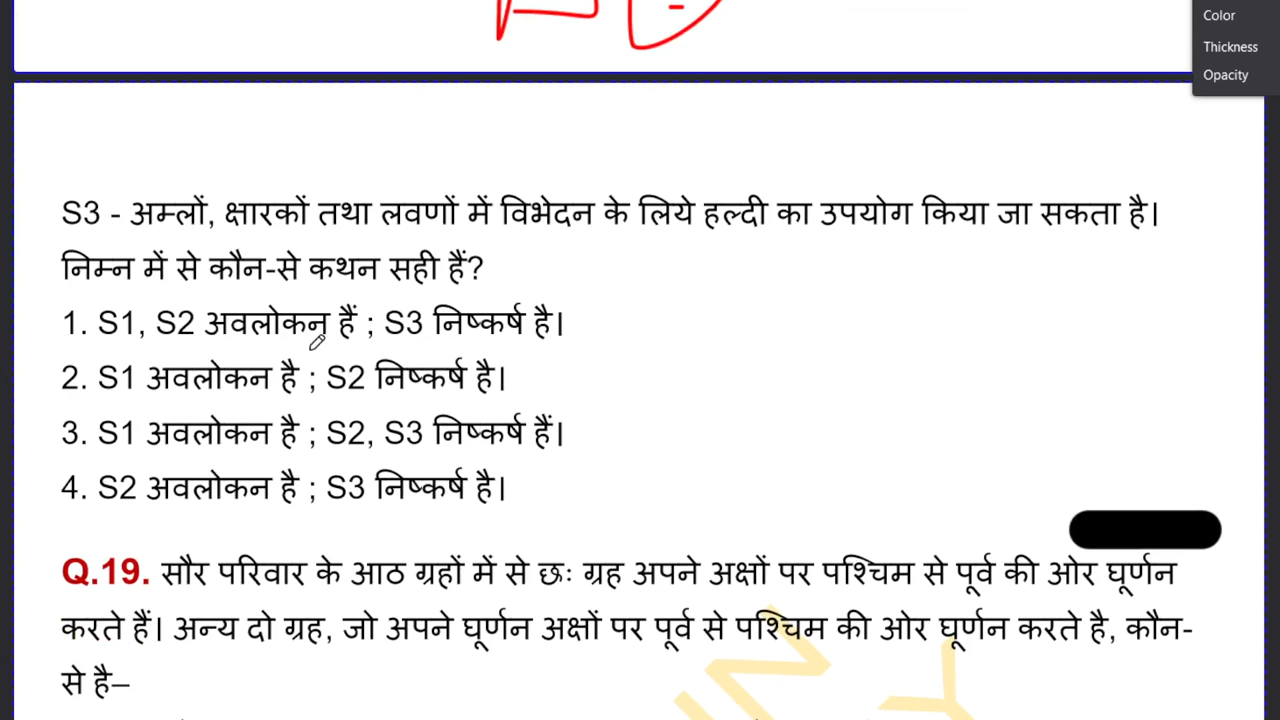 Color
Thickness
Opacity
S3 - अम्लों, क्षारकों तथा लवणों में विभेदन के लिये हल्दी का उपयोग किया जा सकता है।
निम्न में से कौन-से कथन सही हैं?
1. S1, S2 अवलोकन हैं ; S3 निष्कर्ष है।
2. S1 अवलोकन है ; S2 निष्कर्ष है।
3. S1 अवलोकन है ; S2, S3 निष्कर्ष हैं।
4. S2 अवलोकन है ; S3 निष्कर्ष है।
Q.19. सौर परिवार के आठ ग्रहों में से छः ग्रह अपने अक्षों पर पश्चिम से पूर्व की ओर घूर्णन
करते हैं। अन्य दो ग्रह, जो अपने घूर्णन अक्षों पर पूर्व से पश्चिम की ओर घूर्णन करते है, कौन-
से है–